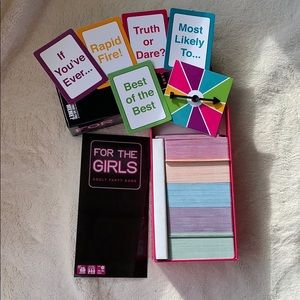 If
You've
Ever...
Rapid
Fire!
Truth
or
Dare?
Most
Likely
To...
Best
of the
Best
FOR THE
GIRLS
ADULT PARTY GAME